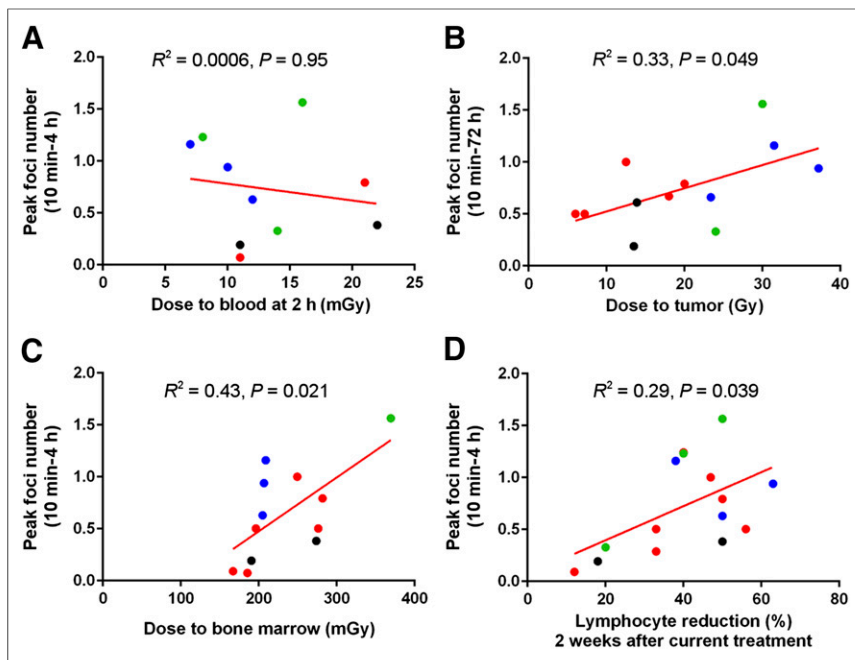 A
R² = 0.0006, P = 0.95
Peak foci number
(10 min-4 h)
2.0
1.5
1.0
0.5
0.0
0 5 10 15 20 25
Dose to blood at 2 h (mGy)
B
R² = 0.33, P = 0.049
Peak foci number
(10 min-72 h)
2.0
1.5
1.0
0.5
0.0
0 10 20 30 40
Dose to tumor (Gy)
C
R² = 0.43, P = 0.021
Peak foci number
(10 min-4 h)
2.0
1.5
1.0
0.5
0.0
0 100 200 300 400
Dose to bone marrow (mGy)
D
R² = 0.29, P = 0.039
Peak foci number
(10 min-4 h)
2.0
1.5
1.0
0.5
0.0
0 20 40 60 80
Lymphocyte reduction (%)
2 weeks after current treatment